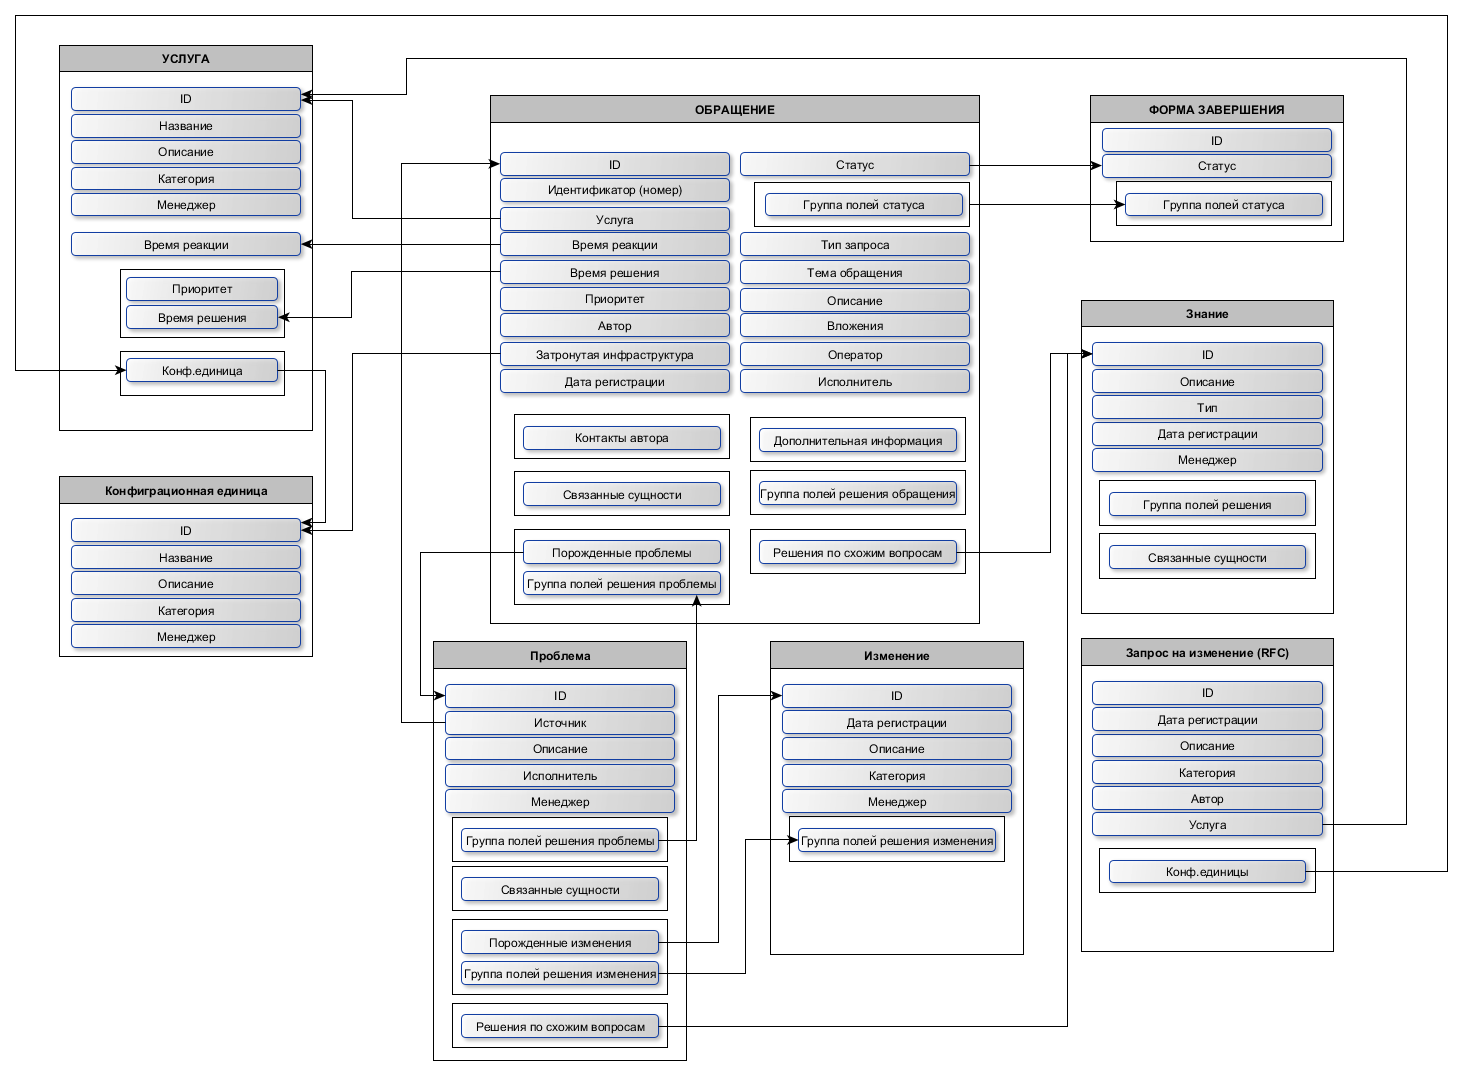 УСЛУГА
ID
Название
Описание
Категория
Менеджер
Время реакции
Приоритет
Время решения
Конф.единица
Конфиграционная единица
ID
Название
Описание
Категория
Менеджер
ОБРАЩЕНИЕ
ID
Статус
Идентификатор (номер)
Группа полей статуса
Услуга
Время реакции
Тип запроса
Время решения
Тема обращения
Приоритет
Описание
Автор
Вложения
Затронутая инфраструктура
Оператор
Дата регистрации
Исполнитель
Контакты автора
Дополнительная информация
Связанные сущности
Группа полей решения обращения
Порожденные проблемы
Решения по схожим вопросам
Группа полей решения проблемы
ФОРМА ЗАВЕРШЕНИЯ
ID
Статус
Группа полей статуса
Знание
ID
Описание
Тип
Дата регистрации
Менеджер
Группа полей решения
Связанные сущности
Проблема
ID
Источник
Описание
Исполнитель
Менеджер
Группа полей решения проблемы
Связанные сущности
Порожденные изменения
Группа полей решения изменения
Решения по схожим вопросам
Изменение
ID
Дата регистрации
Описание
Категория
Менеджер
Группа полей решения изменения
Запрос на изменение (RFC)
ID
Дата регистрации
Описание
Категория
Автор
Услуга
Конф.единицы